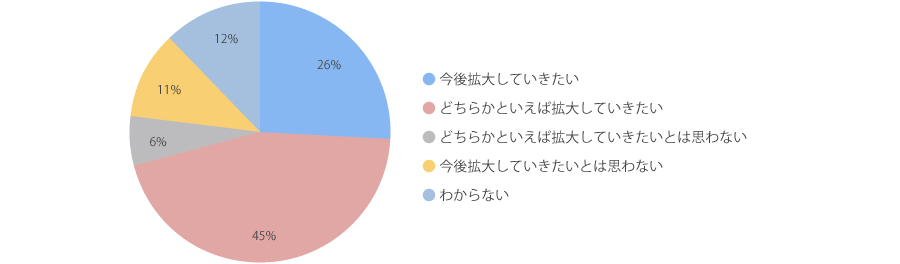 12%
26%
11%
6%
45%
今後拡大していきたい
どちらかといえば拡大していきたい
どちらかといえば拡大していきたいとは思わない
今後拡大していきたいとは思わない
わからない